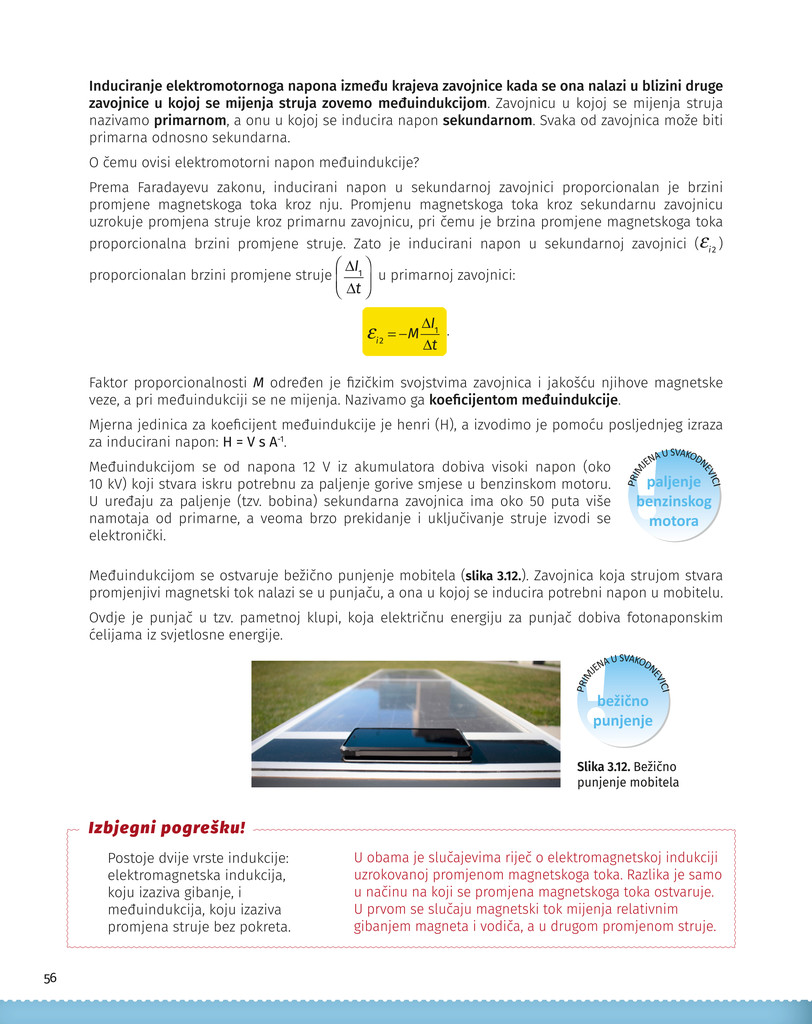 Induciranje elektromotornoga napona između krajeva zavojnice kada se ona nalazi u blizini druge
zavojnice u kojoj se mijenja struja zovemo međuindukcijom. Zavojnicu u kojoj se mijenja struja
nazivamo primarnom, a onu u kojoj se inducira napon sekundarnom. Svaka od zavojnica može biti
primarna odnosno sekundarna.
O čemu ovisi elektromotorni napon međuindukcije?
Prema Faradayevu zakonu, inducirani napon u sekundarnoj zavojnici proporcionalan je brzini
promjene magnetskoga toka kroz nju. Promjenu magnetskoga toka kroz sekundarnu zavojnicu
uzrokuje promjena struje kroz primarnu zavojnicu, pri čemu je brzina promjene magnetskoga toka
proporcionalna brzini promjene struje. Zato je inducirani napon u sekundarnoj zavojnici (ℰi2)
proporcionalan brzini promjene struje (ΔI₁/Δt) u primarnoj zavojnici:
ℰi2 = −M ΔI₁/Δt .
Faktor proporcionalnosti M određen je fizičkim svojstvima zavojnica i jakošću njihove magnetske
veze, a pri međuindukciji se ne mijenja. Nazivamo ga koeficijentom međuindukcije.
Mjerna jedinica za koeficijent međuindukcije je henri (H), a izvodimo je pomoću posljednjeg izraza
za inducirani napon: H = V s A⁻¹.
Međuindukcijom se od napona 12 V iz akumulatora dobiva visoki napon (oko
10 kV) koji stvara iskru potrebnu za paljenje gorive smjese u benzinskom motoru.
U uređaju za paljenje (tzv. bobina) sekundarna zavojnica ima oko 50 puta više
namotaja od primarne, a veoma brzo prekidanje i uključivanje struje izvodi se
elektronički.
PRIMJENA U SVAKODNEVICI
paljenje
benzinskog
motora
Međuindukcijom se ostvaruje bežično punjenje mobitela (slika 3.12.). Zavojnica koja strujom stvara
promjenjivi magnetski tok nalazi se u punjaču, a ona u kojoj se inducira potrebni napon u mobitelu.
Ovdje je punjač u tzv. pametnoj klupi, koja električnu energiju za punjač dobiva fotonaponskim
ćelijama iz svjetlosne energije.
PRIMJENA U SVAKODNEVICI
bežično
punjenje
Slika 3.12. Bežično
punjenje mobitela
Izbjegni pogrešku!
Postoje dvije vrste indukcije:
elektromagnetska indukcija,
koju izaziva gibanje, i
međuindukcija, koju izaziva
promjena struje bez pokreta.
U obama je slučajevima riječ o elektromagnetskoj indukciji
uzrokovanoj promjenom magnetskoga toka. Razlika je samo
u načinu na koji se promjena magnetskoga toka ostvaruje.
U prvom se slučaju magnetski tok mijenja relativnim
gibanjem magneta i vodiča, a u drugom promjenom struje.
56